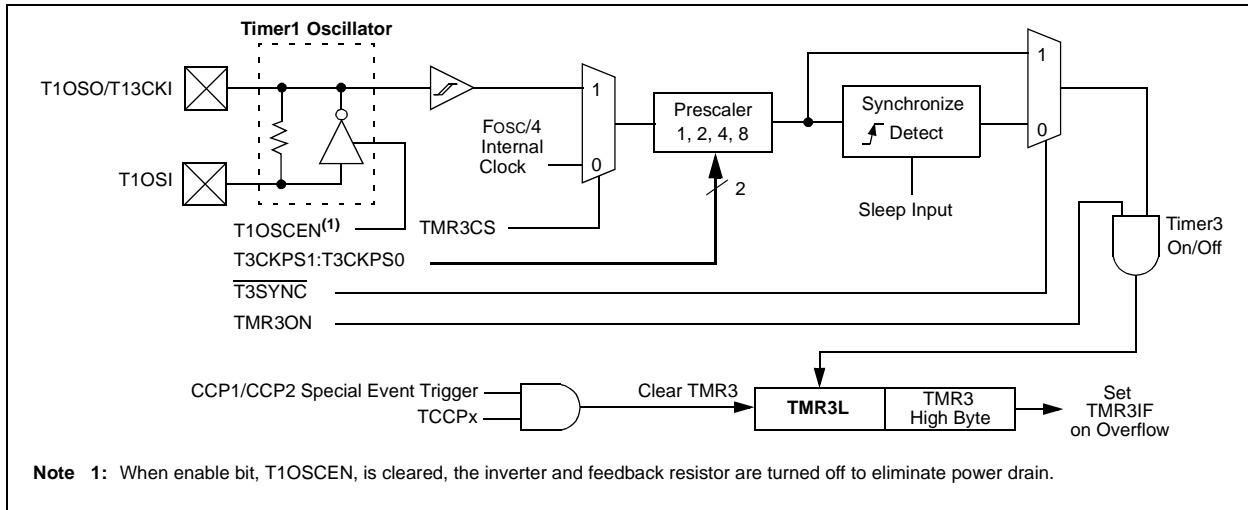 Timer1 Oscillator
T1OSO/T13CKI
T1OSI
1
FOSC/4
Internal
Clock
0
Prescaler
1, 2, 4, 8
2
Synchronize
Detect
Sleep Input
1
0
T1OSCEN(1)
TMR3CS
T3CKPS1:T3CKPS0
T3SYNC
TMR3ON
Timer3
On/Off
CCP1/CCP2 Special Event Trigger
TCCPx
Clear TMR3
TMR3L
TMR3
High Byte
Set
TMR3IF
on Overflow
Note 1: When enable bit, T1OSCEN, is cleared, the inverter and feedback resistor are turned off to eliminate power drain.